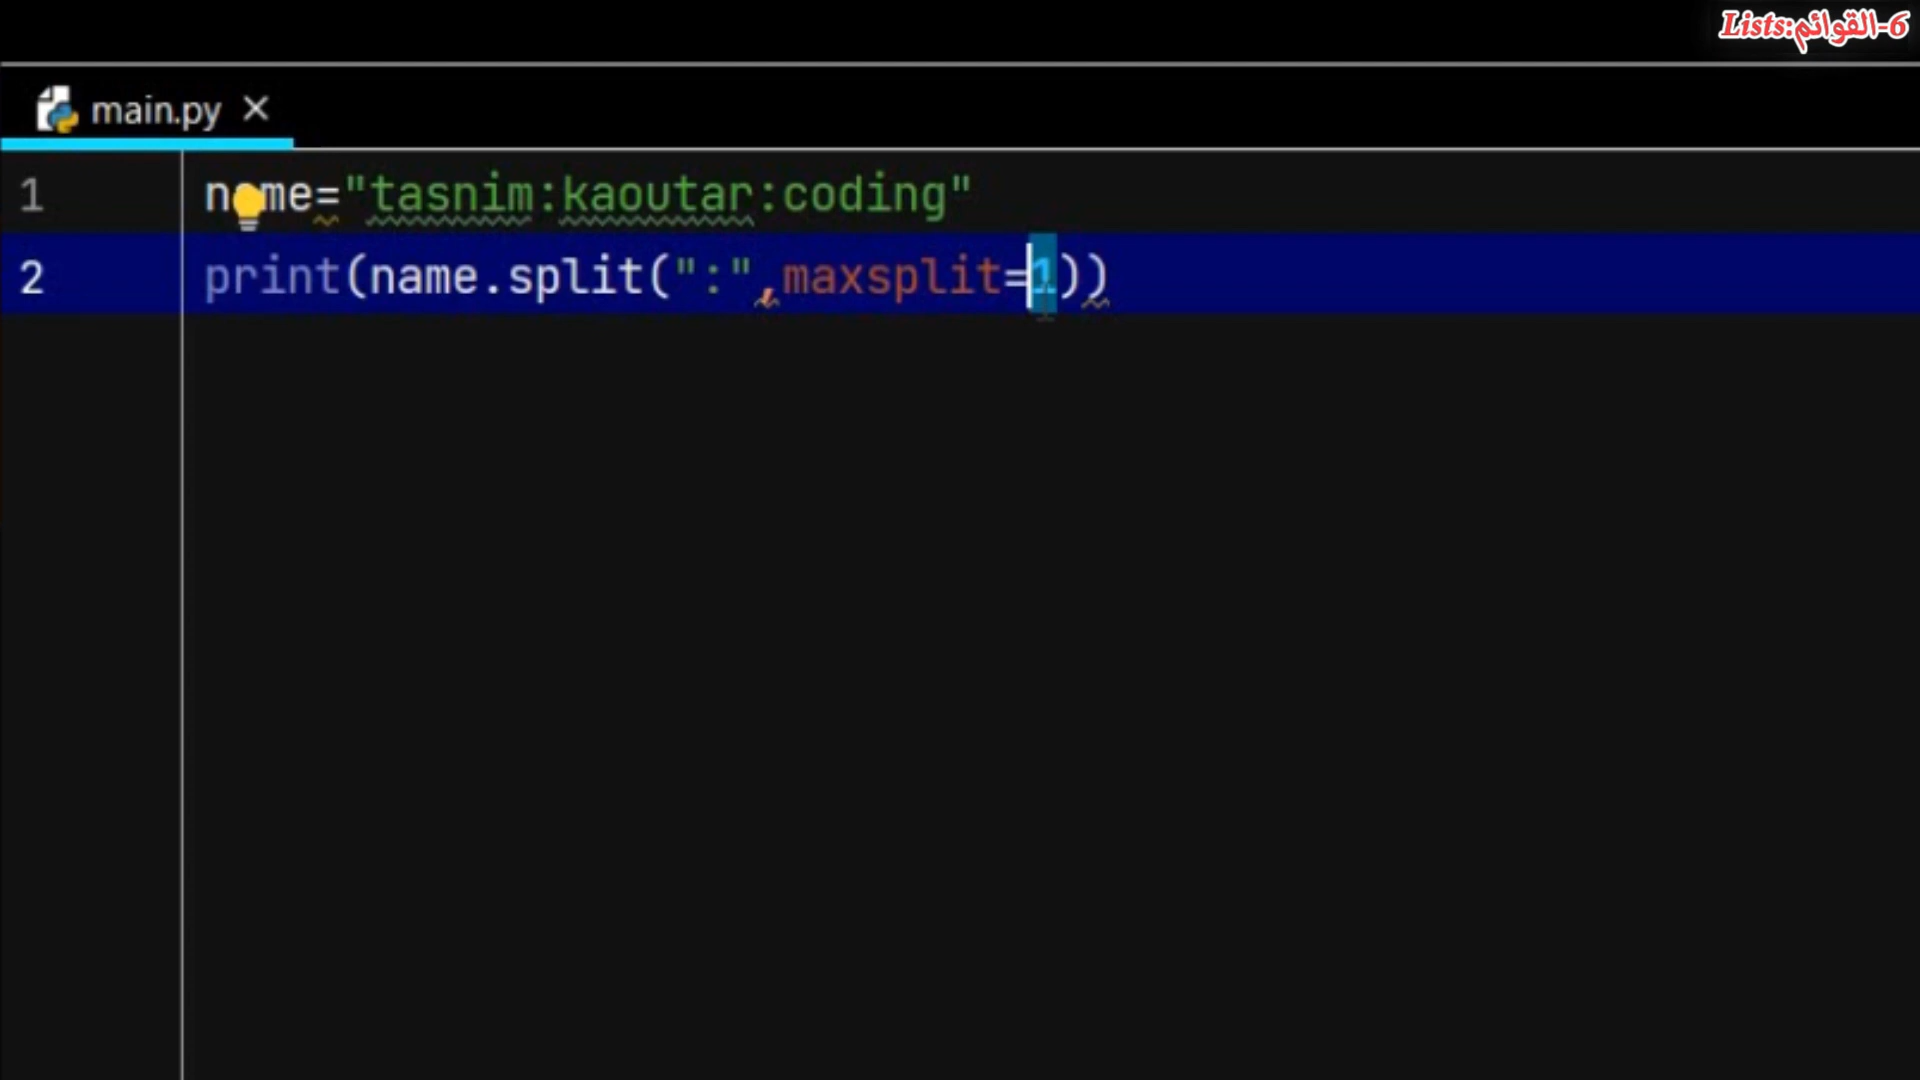 6-القوائم:Lists
main.py
1 name="tasnim:kaoutar:coding"
2 print(name.split(":",maxsplit=1))